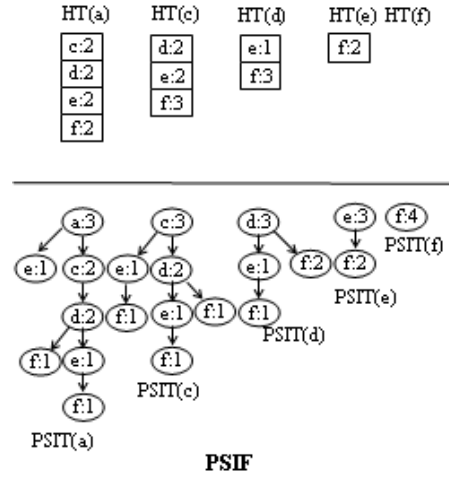 HT(a) HT(c) HT(d) HT(e) HT(f)
c:2 d:2 e:1 f:2
d:2 e:2 f:3
e:2 f:3
f:2
a:3 c:3 d:3 e:3 f:4
PSIT(f)
e:1 c:2 e:1 d:2 e:1 f:2 f:2
PSIT(e)
d:2 f:1 e:1 f:1 f:1
PSIT(d)
f:1 e:1 f:1
PSIT(c)
f:1
PSIT(a)
PSIF